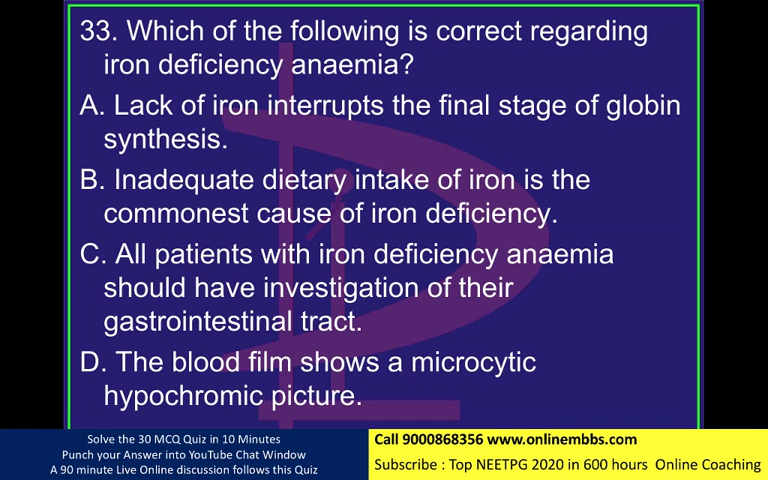 33. Which of the following is correct regarding
iron deficiency anaemia?
A. Lack of iron interrupts the final stage of globin
synthesis.
B. Inadequate dietary intake of iron is the
commonest cause of iron deficiency.
C. All patients with iron deficiency anaemia
should have investigation of their
gastrointestinal tract.
D. The blood film shows a microcytic
hypochromic picture.
Solve the 30 MCQ Quiz in 10 Minutes
Punch your Answer into YouTube Chat Window
A 90 minute Live Online discussion follows this Quiz
Call 9000868356 www.onlinembbs.com
Subscribe : Top NEETPG 2020 in 600 hours Online Coaching